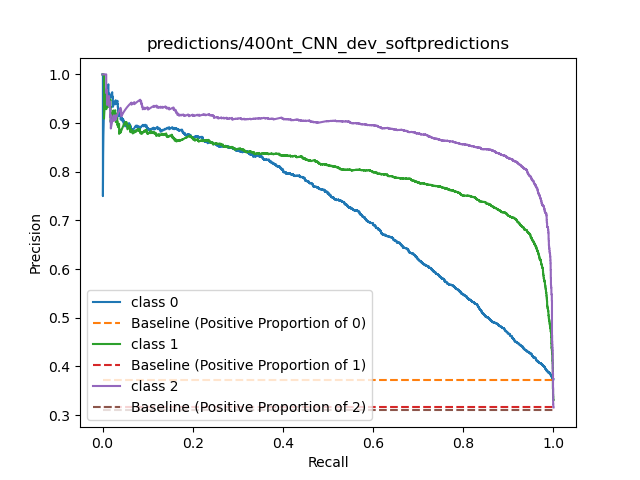 predictions/400nt_CNN_dev_softpredictions
1.0
0.9
0.8
0.7
0.6
0.5
0.4
0.3
Precision
class 0
Baseline (Positive Proportion of 0)
class 1
Baseline (Positive Proportion of 1)
class 2
Baseline (Positive Proportion of 2)
0.0 0.2 0.4 0.6 0.8 1.0
Recall